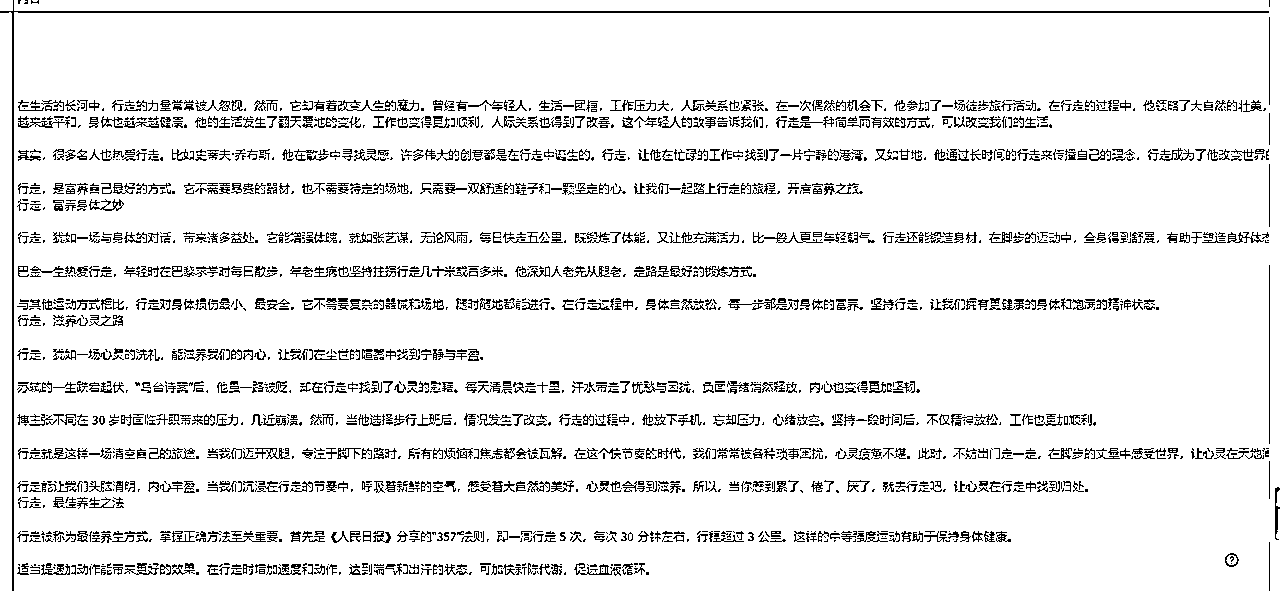 在生活的长河中，行走的力量常常被人忽视，然而，它却有着改变人生的魔力。曾经有一个年轻人，生活一团糟，工作压力大，人际关系也紧张。在一次偶然的机会下，他参加了一场徒步旅行活动。在行走的过程中，他领略了大自然的壮美，
越来越平和，身体也越来越健康。他的生活发生了翻天覆地的变化，工作也变得更加顺利，人际关系也得到了改善。这个年轻人的故事告诉我们，行走是一种简单而有效的方式，可以改变我们的生活。
其实，很多名人也热爱行走。比如史蒂夫·乔布斯，他在散步中寻找灵感，许多伟大的创意都是在行走中诞生的。行走，让他在忙碌的工作中找到了一片宁静的港湾。又如甘地，他通过长时间的行走来传播自己的理念，行走成为了他改变世界的
行走，是富养自己最好的方式。它不需要昂贵的器材，也不需要特定的场地，只需要一双舒适的鞋子和一颗坚定的心。让我们一起踏上行走的旅程，开启富养之旅。
行走，富养身体之妙
行走，犹如一场与身体的对话，带来诸多益处。它能增强体魄，就如张艺谋，无论风雨，每日快走五公里，既锻炼了体能，又让他充满活力，比一般人更显年轻朝气。行走还能锻造身材，在脚步的迈动中，全身得到舒展，有助于塑造良好体态
巴金一生热爱行走，年轻时在巴黎求学时每日散步，年老生病也坚持拄拐行走几十米或百多米。他深知人老先从腿老，走路是最好的锻炼方式。
与其他运动方式相比，行走对身体损伤最小、最安全。它不需要复杂的器械和场地，随时随地都能进行。在行走过程中，身体自然放松，每一步都是对身体的富养。坚持行走，让我们拥有更健康的身体和饱满的精神状态。
行走，滋养心灵之路
行走，犹如一场心灵的洗礼，能滋养我们的内心，让我们在尘世的喧嚣中找到宁静与丰盈。
苏轼的一生跌宕起伏，“乌台诗案”后，他虽一路被贬，却在行走中找到了心灵的慰藉。每天清晨快走十里，汗水带走了忧愁与困扰，负面情绪悄然释放，内心也变得更加坚韧。
博主张不同在 30 岁时面临升职带来的压力，几近崩溃。然而，当他选择步行上班后，情况发生了改变。行走的过程中，他放下手机，忘却压力，心绪放空。坚持一段时间后，不仅精神放松，工作也更加顺利。
行走就是这样一场清空自己的旅途。当我们迈开双腿，专注于脚下的路时，所有的烦恼和焦虑都会被瓦解。在这个快节奏的时代，我们常常被各种琐事困扰，心灵疲惫不堪。此时，不妨出门走一走，在脚步的丈量中感受世界，让心灵在天地
行走能让我们头脑清明，内心丰盈。当我们沉浸在行走的节奏中，呼吸着新鲜的空气，感受着大自然的美好，心灵也会得到滋养。所以，当你感到累了、倦了、厌了，就去行走吧，让心灵在行走中找到归处。
行走，最佳养生之法
行走被称为最佳养生方式，掌握正确方法至关重要。首先是《人民日报》分享的“357”法则，即一周行走 5 次，每次 30 分钟左右，行程超过 3 公里。这样的中等强度运动有助于保持身体健康。
适当提速加动作能带来更好的效果。在行走时增加速度和动作，达到喘气和出汗的状态，可加快新陈代谢，促进血液循环。